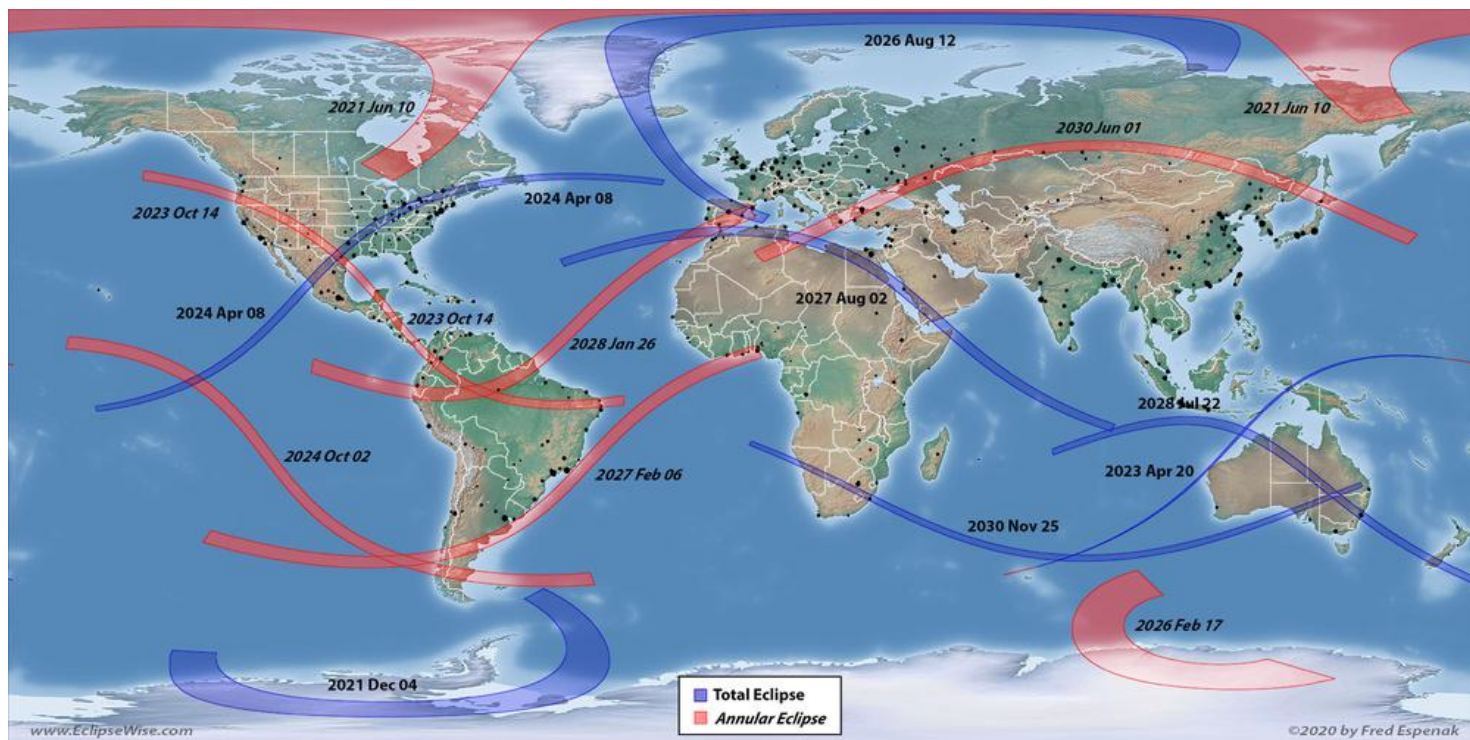 2026 Aug 12
2021 Jun 10
2021 Jun 10
2030 Jun 01
2024 Apr 08
2023 Oct 14
2027 Aug 02
2024 Apr 08
2023 Oct 14
2028 Jan 26
2028 Jul 22
2024 Oct 02
2027 Feb 06
2023 Apr 20
2030 Nov 25
2026 Feb 17
2021 Dec 04
Total Eclipse
Annular Eclipse
www.EclipseWise.com
©2020 by Fred Espenak